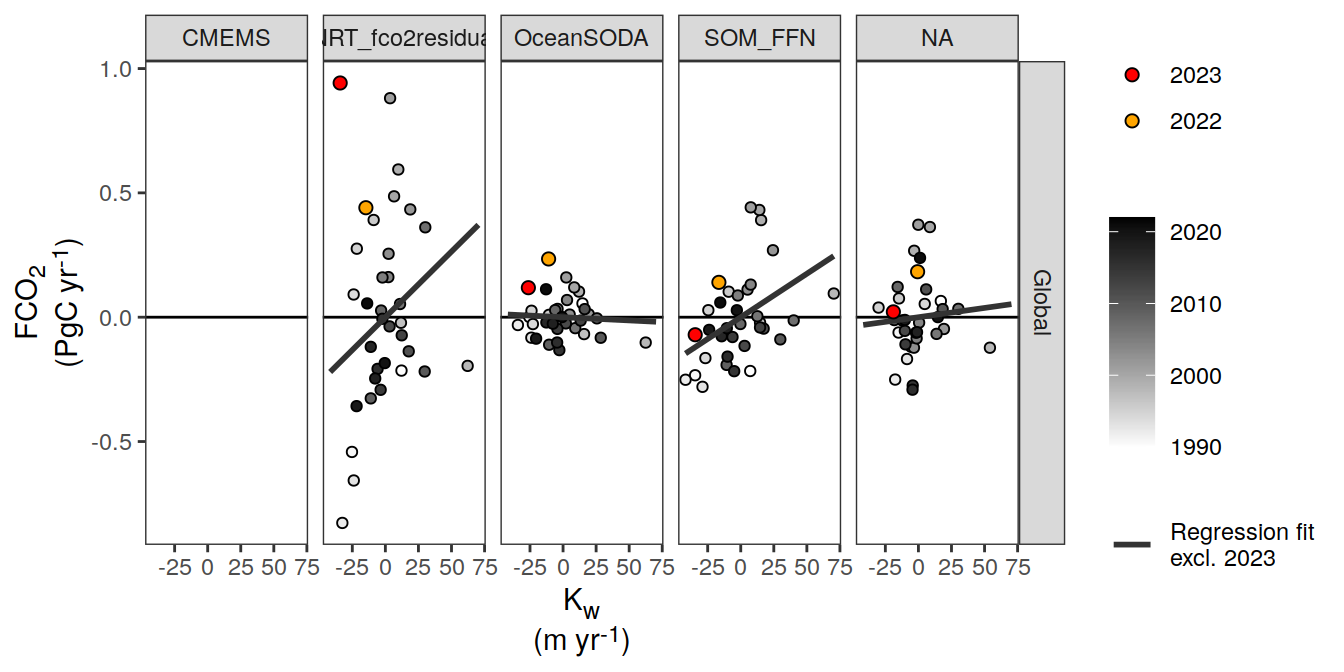 CMEMS NRT_fco2residua OceanSODA SOM_FFN NA
1.0
0.5
0.0
-0.5
FCO2
(PgC yr-1)
Global
-25 0 25 50 75 -25 0 25 50 75 -25 0 25 50 75 -25 0 25 50 75 -25 0 25 50 75
Kw
(m yr-1)
2023
2022
2020
2010
2000
1990
Regression fit
excl. 2023